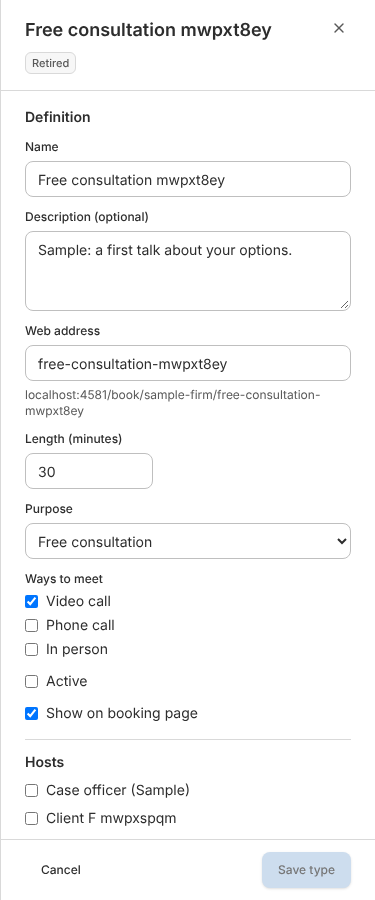 Free consultation mwpxt8ey
Retired
Definition
Name
Free consultation mwpxt8ey
Description (optional)
Sample: a first talk about your options.
Web address
free-consultation-mwpxt8ey
localhost:4581/book/sample-firm/free-consultation-
mwpxt8ey
Length (minutes)
30
Purpose
Free consultation
Ways to meet
Video call
Phone call
In person
Active
Show on booking page
Hosts
Case officer (Sample)
Client F mwpxspqm
Cancel
Save type